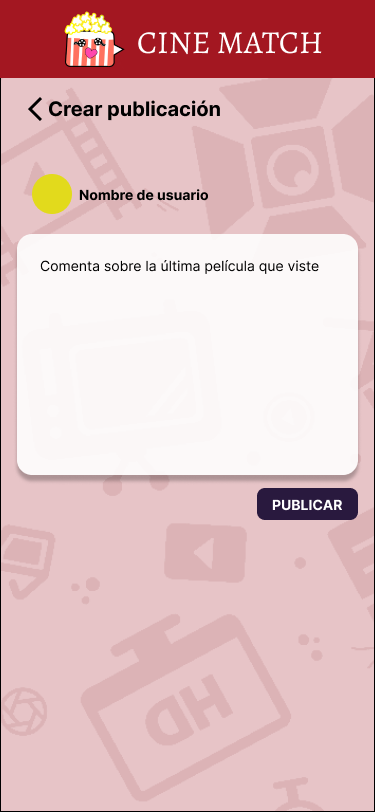 CINE MATCH
Crear publicación
Nombre de usuario
Comenta sobre la última película que viste
PUBLICAR
HD